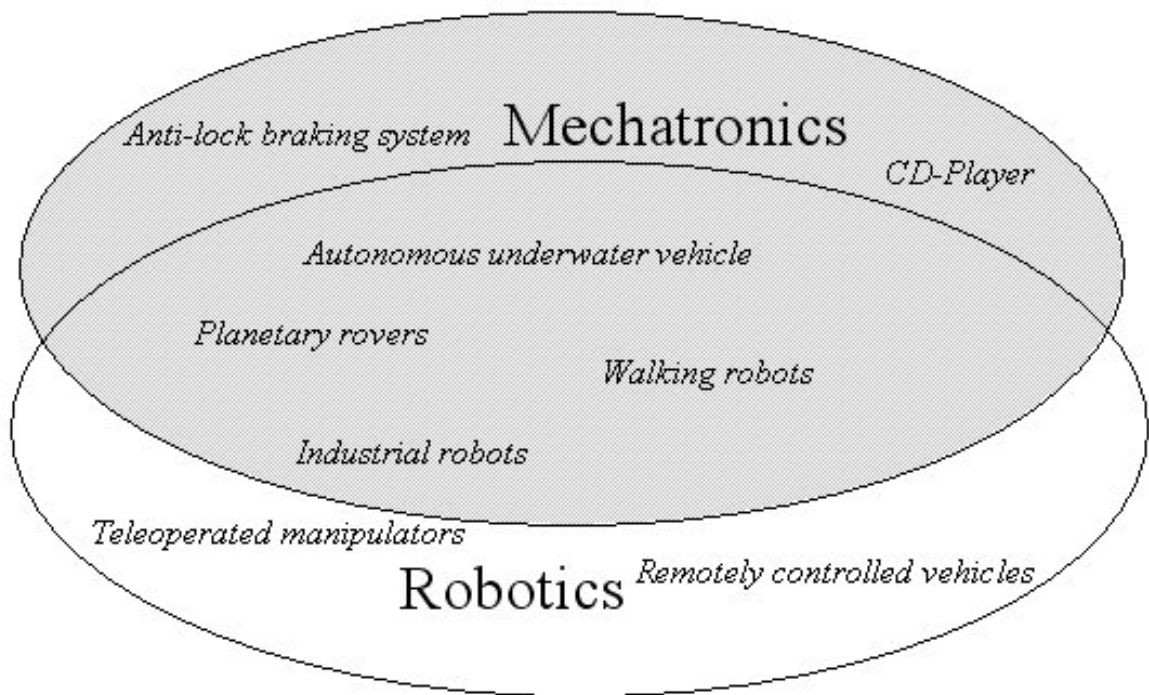 Mechatronics
Anti-lock braking system
CD-Player
Autonomous underwater vehicle
Planetary rovers
Walking robots
Industrial robots
Teleoperated manipulators
Remotely controlled vehicles
Robotics